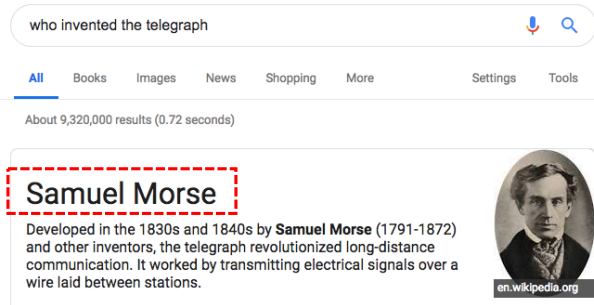 who invented the telegraph
All Books Images News Shopping More Settings Tools
About 9,320,000 results (0.72 seconds)
Samuel Morse
Developed in the 1830s and 1840s by Samuel Morse (1791-1872)
and other inventors, the telegraph revolutionized long-distance
communication. It worked by transmitting electrical signals over a
wire laid between stations.
en.wikipedia.org